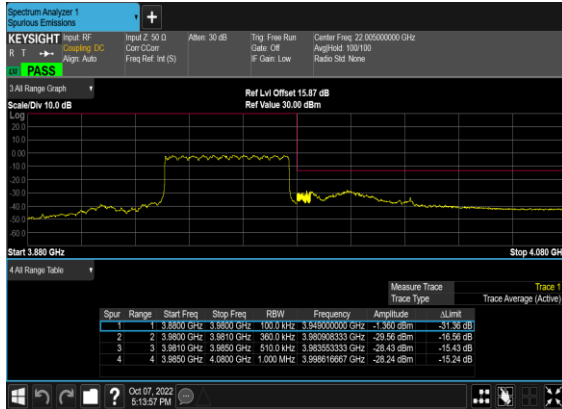 Spectrum Analyzer 1
Spurious Emissions
+
KEYSIGHT Input: RF Input Z: 50 Ω Atten: 30 dB Trig: Free Run Center Freq: 22.005000000 GHz
R T Coupling: DC Corr CCorr Gate: Off Avg|Hold: 100/100
Align: Auto Freq Ref: Int (S) IF Gain: Low Radio Std: None
PASS
3 All Range Graph
Ref Lvl Offset 15.87 dB
Scale/Div 10.0 dB Ref Value 30.00 dBm
Log
20.0
10.0
0.00
-10.0
-20.0
-30.0
-40.0
-50.0
-60.0
Start 3.880 GHz Stop 4.080 GH
4 All Range Table
Measure Trace Trace 1
Trace Type Trace Average (Active)
Spur Range Start Freq Stop Freq RBW Frequency Amplitude ΔLimit
1 1 3.8800 GHz 3.9800 GHz 100.0 kHz 3.949000000 GHz -1.360 dBm -31.36 dB
2 2 3.9800 GHz 3.9810 GHz 360.0 kHz 3.980908333 GHz -29.56 dBm -16.56 dB
3 3 3.9810 GHz 3.9850 GHz 510.0 kHz 3.983553333 GHz -28.43 dBm -15.43 dB
4 4 3.9850 GHz 4.0800 GHz 1.000 MHz 3.998616667 GHz -28.24 dBm -15.24 dB
? Oct 07, 2022
5:13:57 PM